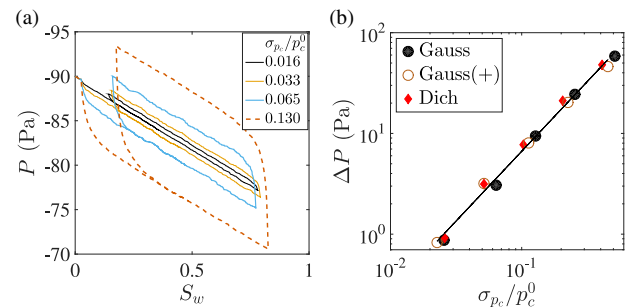 (a)
-95
-90
-85
-80
-75
-70
P (Pa)
0
0.5
1
S_w
σ_{p_c}/p_c^0
0.016
0.033
0.065
0.130
(b)
10^2
10^1
10^0
ΔP (Pa)
Gauss
Gauss(+)
Dich
10^{-2}
10^{-1}
10^0
σ_{p_c}/p_c^0